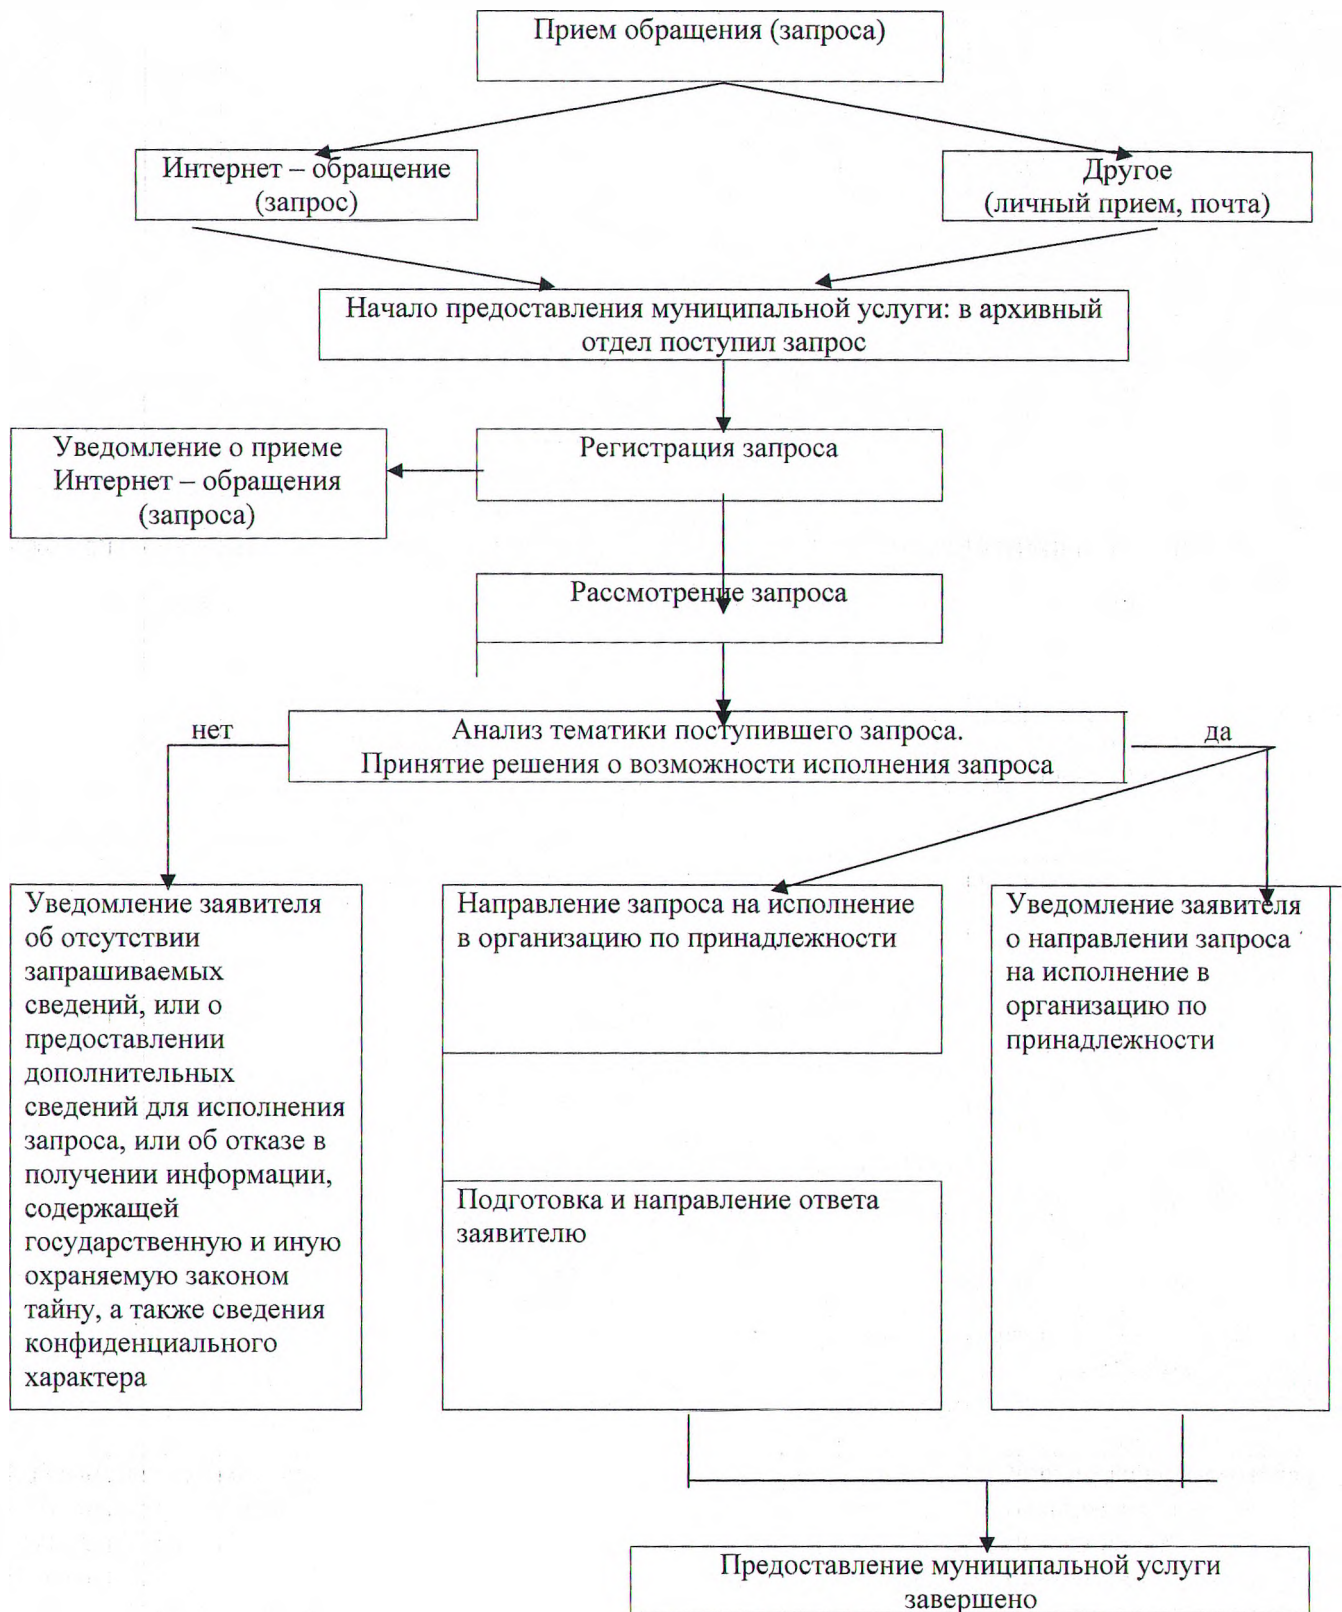 Прием обращения (запроса)
Интернет – обращение
(запрос)
Другое
(личный прием, почта)
Начало предоставления муниципальной услуги: в архивный
отдел поступил запрос
Уведомление о приеме
Интернет – обращения
(запроса)
Регистрация запроса
Рассмотрение запроса
нет
Анализ тематики поступившего запроса.
Принятие решения о возможности исполнения запроса
да
Уведомление заявителя
об отсутствии
запрашиваемых
сведений, или о
предоставлении
дополнительных
сведений для исполнения
запроса, или об отказе в
получении информации,
содержащей
государственную и иную
охраняемую законом
тайну, а также сведения
конфиденциального
характера
Направление запроса на исполнение
в организацию по принадлежности
Подготовка и направление ответа
заявителю
Уведомление заявителя
о направлении запроса
на исполнение в
организацию по
принадлежности
Предоставление муниципальной услуги
завершено